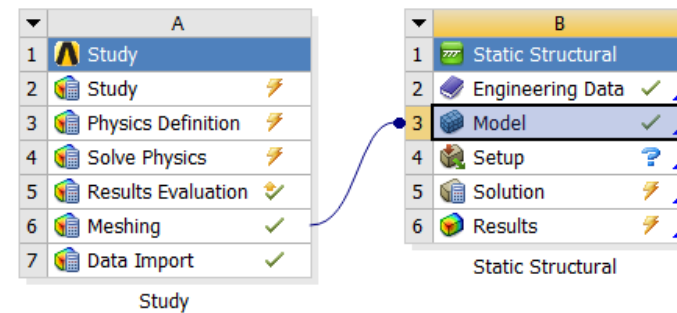 A
1 Study
2 Study
3 Physics Definition
4 Solve Physics
5 Results Evaluation
6 Meshing
7 Data Import
Study
B
1 Static Structural
2 Engineering Data
3 Model
4 Setup
5 Solution
6 Results
Static Structural